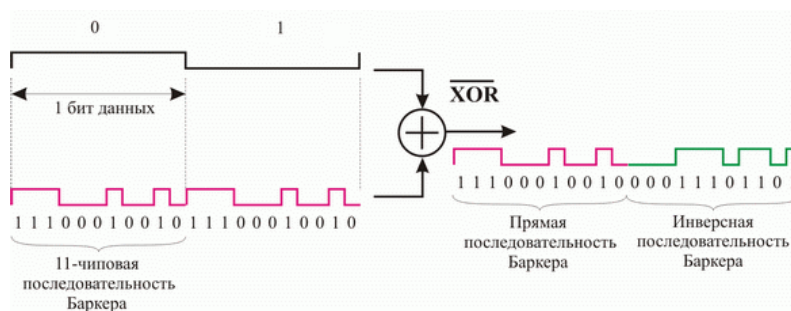 0 1
1 бит данных
XOR
1 1 1 0 0 0 1 0 0 1 0 1 1 1 0 0 0 1 0 0 1 0
1 1 1 0 0 0 1 0 0 1 0 0 0 0 1 1 1 0 1 1 0 1
11-чиповая
последовательность
Баркера
Прямая
последовательность
Баркера
Инверсная
последовательность
Баркера